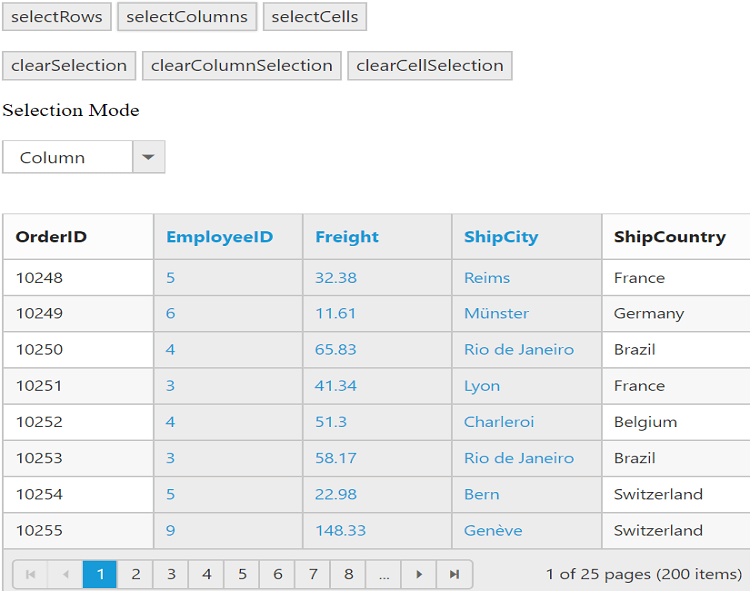 selectRows selectColumns selectCells
clearSelection clearColumnSelection clearCellSelection
Selection Mode
Column
OrderID EmployeeID Freight ShipCity ShipCountry
10248 5 32.38 Reims France
10249 6 11.61 Münster Germany
10250 4 65.83 Rio de Janeiro Brazil
10251 3 41.34 Lyon France
10252 4 51.3 Charleroi Belgium
10253 3 58.17 Rio de Janeiro Brazil
10254 5 22.98 Bern Switzerland
10255 9 148.33 Genève Switzerland
1 2 3 4 5 6 7 8 ... 1 of 25 pages (200 items)